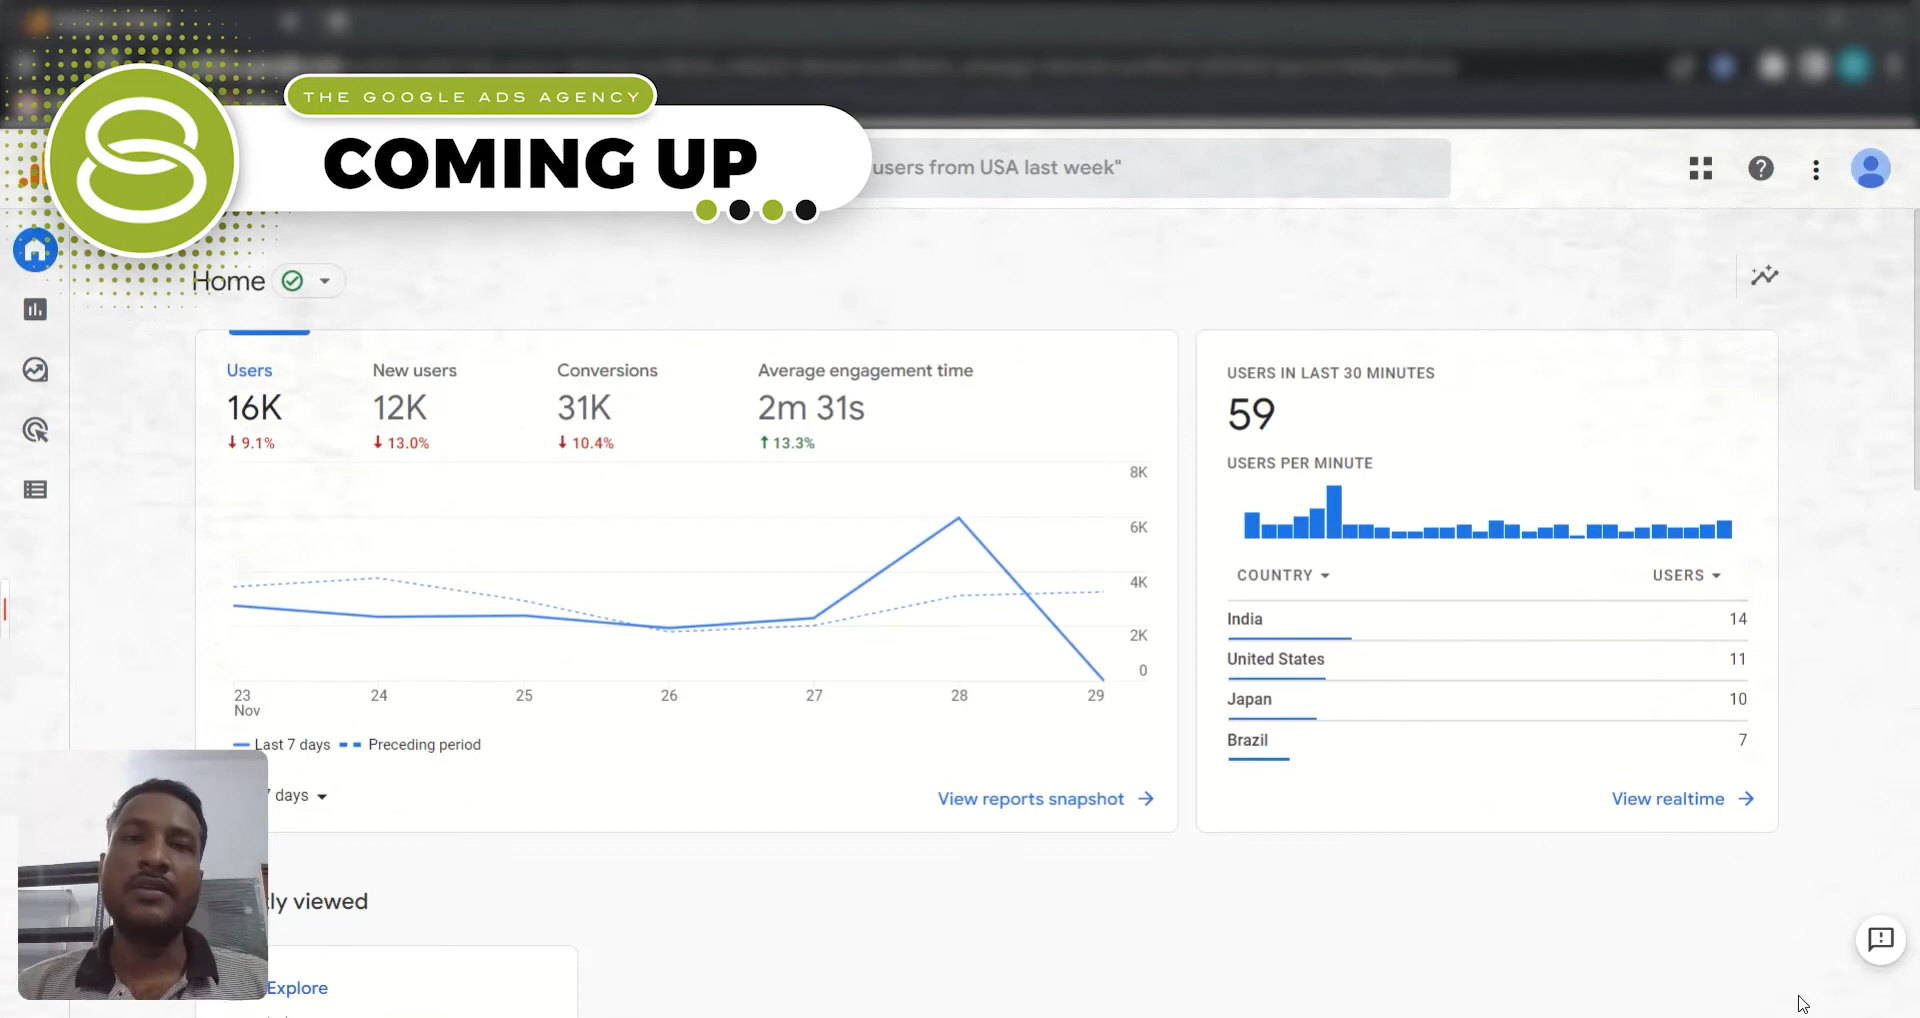 THE GOOGLE ADS AGENCY
COMING UP
users from USA last week"
Home
Users
New users
Conversions
Average engagement time
16K
12K
31K
2m 31s
9.1%
13.0%
10.4%
13.3%
8K
6K
4K
2K
0
23
Nov
24
25
26
27
28
29
Last 7 days
Preceding period
7 days
View reports snapshot
USERS IN LAST 30 MINUTES
59
USERS PER MINUTE
COUNTRY
USERS
India
14
United States
11
Japan
10
Brazil
7
View realtime
tly viewed
Explore